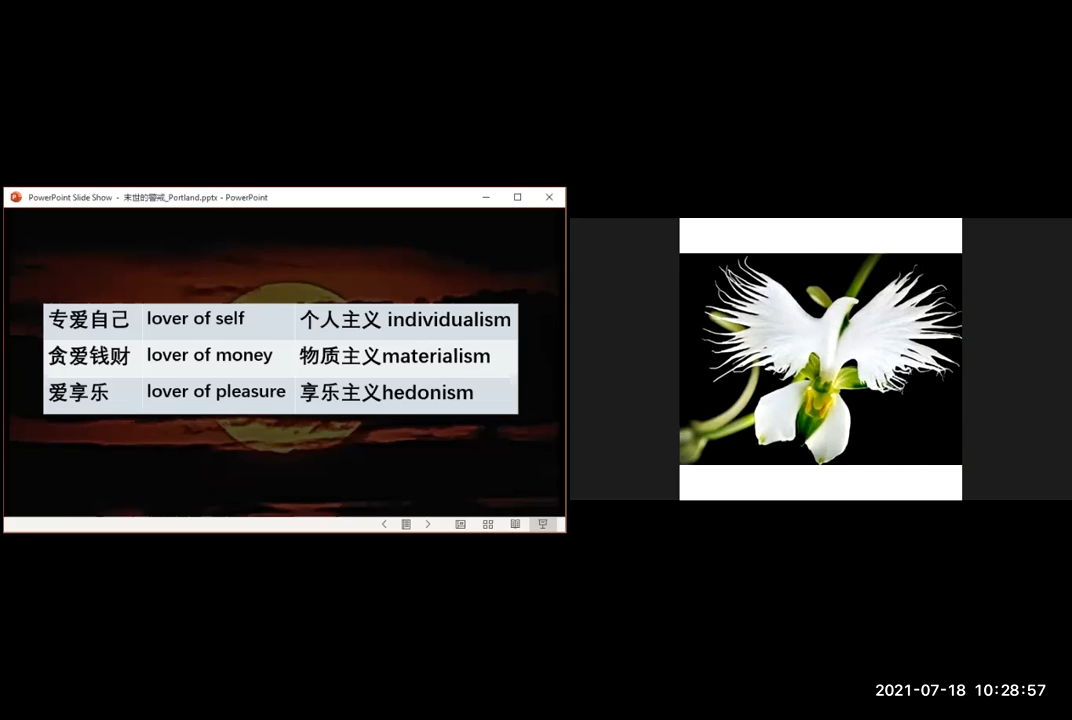 PowerPoint Slide Show - 末世的警戒_Portland.pptx - PowerPoint
专爱自己 lover of self 个人主义 individualism
贪爱钱财 lover of money 物质主义materialism
爱享乐 lover of pleasure 享乐主义hedonism
2021-07-18 10:28:57